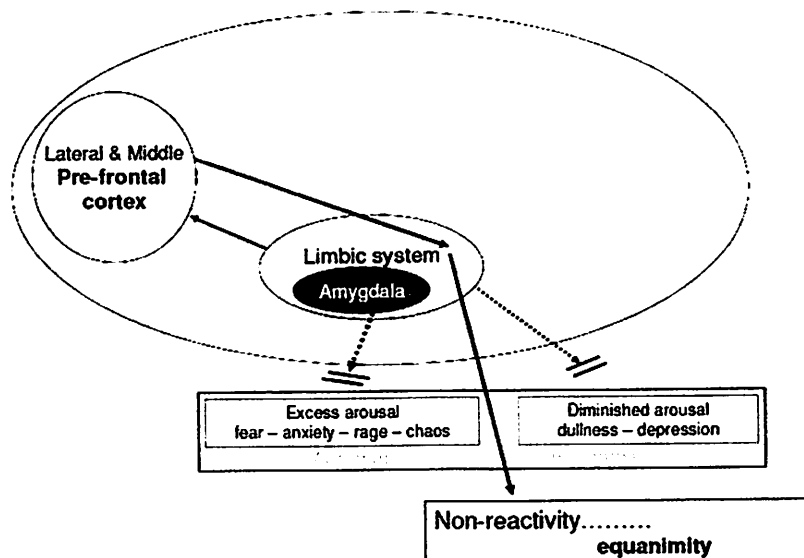 Lateral & Middle
Pre-frontal
cortex
Limbic system
Amygdala
Excess arousal
fear – anxiety – rage – chaos
Diminished arousal
dullness – depression
Non-reactivity.........
equanimity